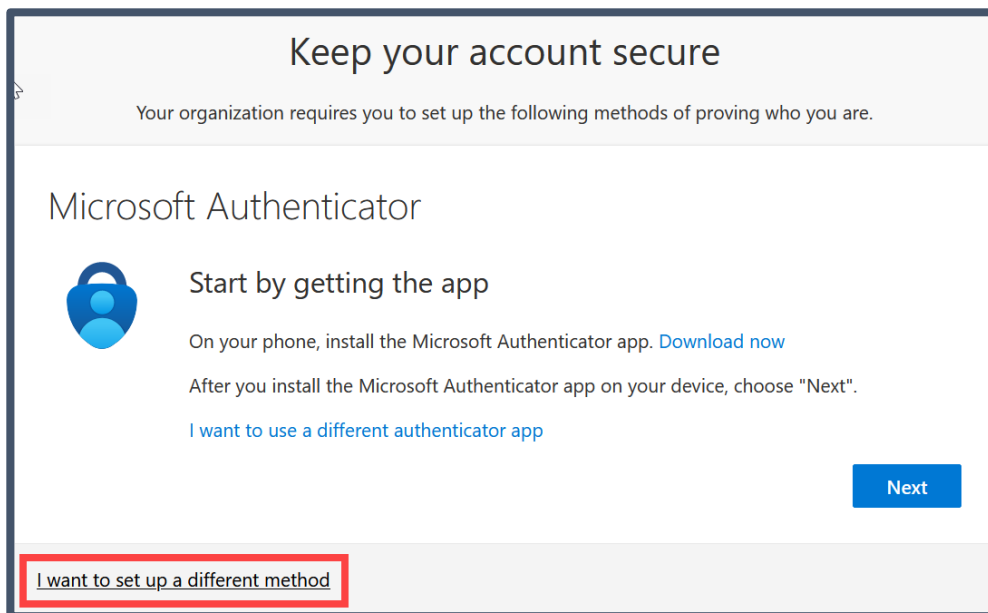 Keep your account secure
Your organization requires you to set up the following methods of proving who you are.
Microsoft Authenticator
Start by getting the app
On your phone, install the Microsoft Authenticator app. Download now
After you install the Microsoft Authenticator app on your device, choose "Next".
I want to use a different authenticator app
Next
I want to set up a different method